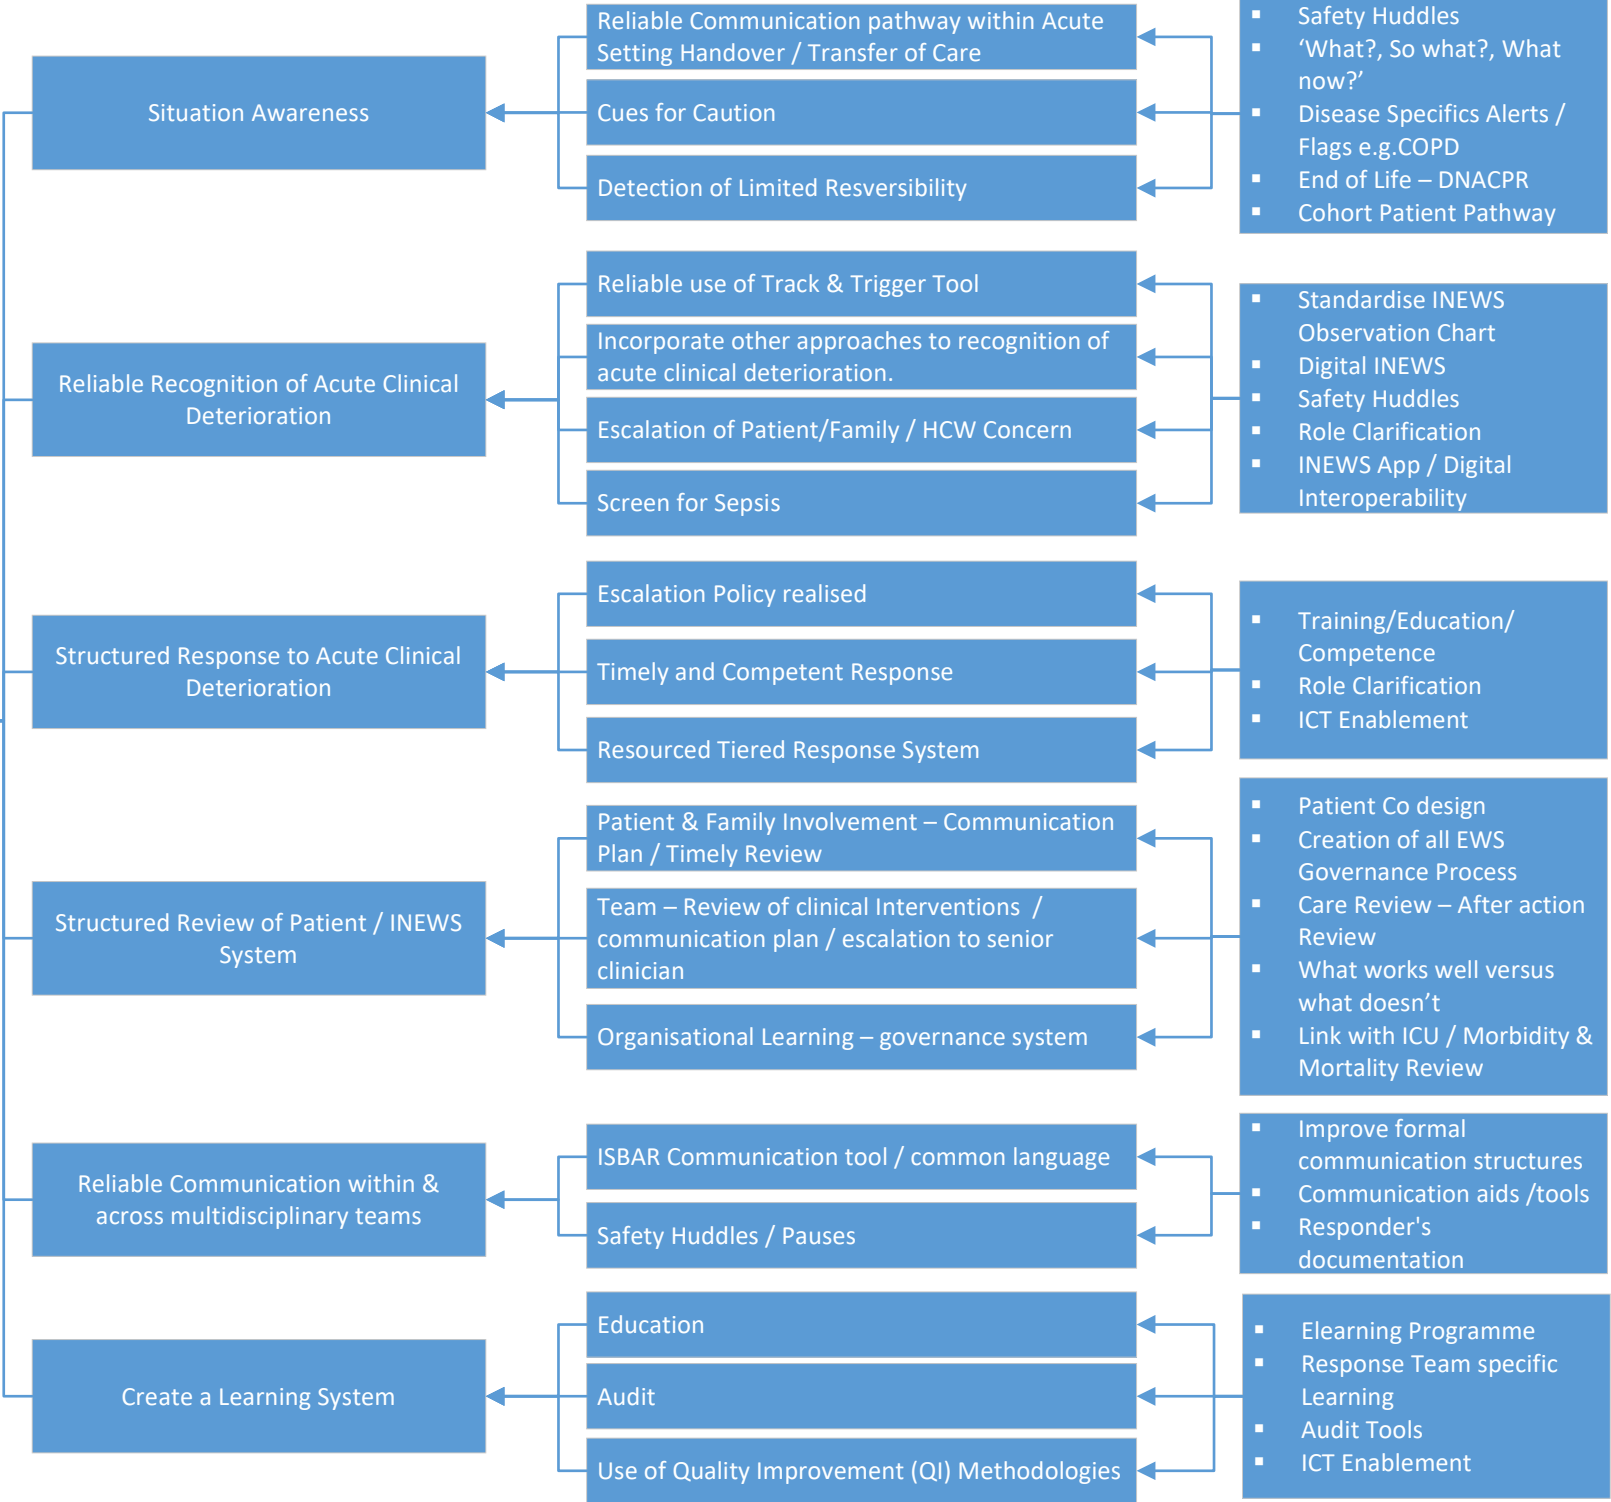 Situation Awareness
Reliable Communication pathway within Acute
Setting Handover / Transfer of Care
Cues for Caution
Detection of Limited Resversibility
▪ Safety Huddles
▪ ‘What?, So what?, What
now?’
▪ Disease Specifics Alerts /
Flags e.g.COPD
▪ End of Life – DNACPR
▪ Cohort Patient Pathway
Reliable Recognition of Acute Clinical
Deterioration
Reliable use of Track & Trigger Tool
Incorporate other approaches to recognition of
acute clinical deterioration.
Escalation of Patient/Family / HCW Concern
Screen for Sepsis
▪ Standardise INEWS
Observation Chart
▪ Digital INEWS
▪ Safety Huddles
▪ Role Clarification
▪ INEWS App / Digital
Interoperability
Structured Response to Acute Clinical
Deterioration
Escalation Policy realised
Timely and Competent Response
Resourced Tiered Response System
▪ Training/Education/
Competence
▪ Role Clarification
▪ ICT Enablement
Structured Review of Patient / INEWS
System
Patient & Family Involvement – Communication
Plan / Timely Review
Team – Review of clinical Interventions /
communication plan / escalation to senior
clinician
Organisational Learning – governance system
▪ Patient Co design
▪ Creation of all EWS
Governance Process
▪ Care Review – After action
Review
▪ What works well versus
what doesn’t
▪ Link with ICU / Morbidity &
Mortality Review
Reliable Communication within &
across multidisciplinary teams
ISBAR Communication tool / common language
Safety Huddles / Pauses
▪ Improve formal
communication structures
▪ Communication aids /tools
▪ Responder's
documentation
Create a Learning System
Education
Audit
Use of Quality Improvement (QI) Methodologies
▪ Elearning Programme
▪ Response Team specific
Learning
▪ Audit Tools
▪ ICT Enablement